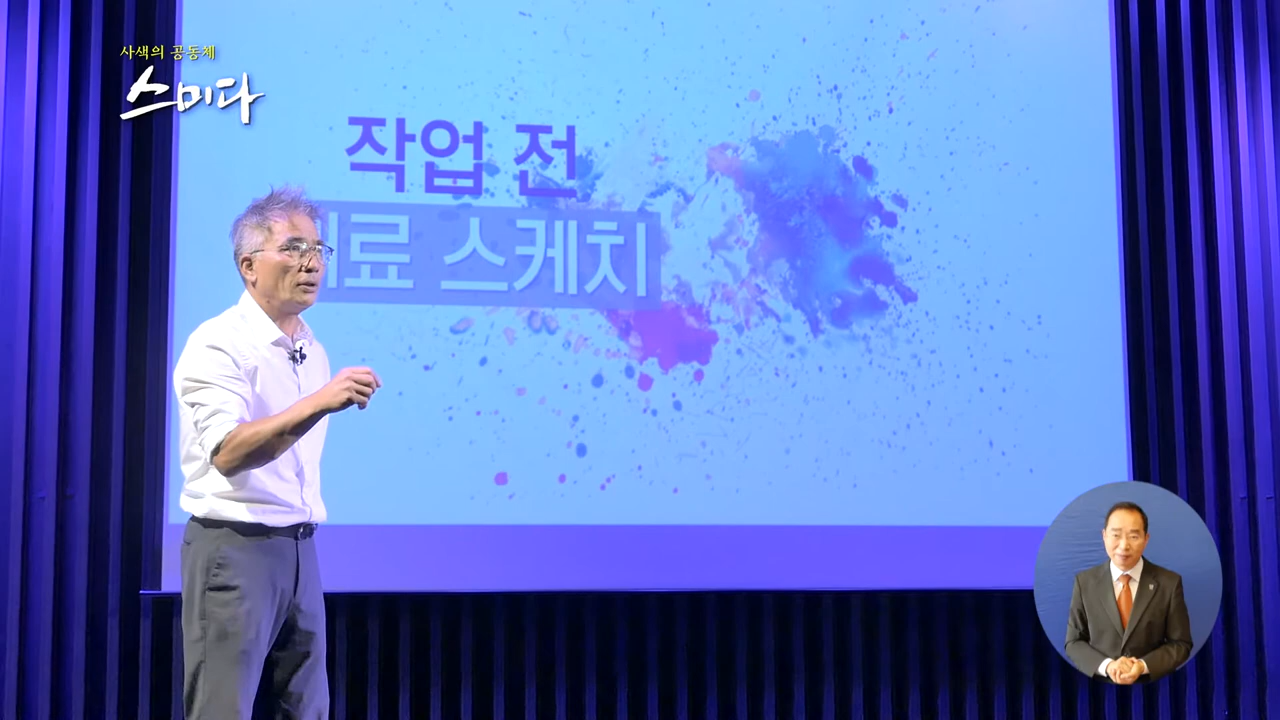 사색의 공동체
스미다
작업 전
스케치